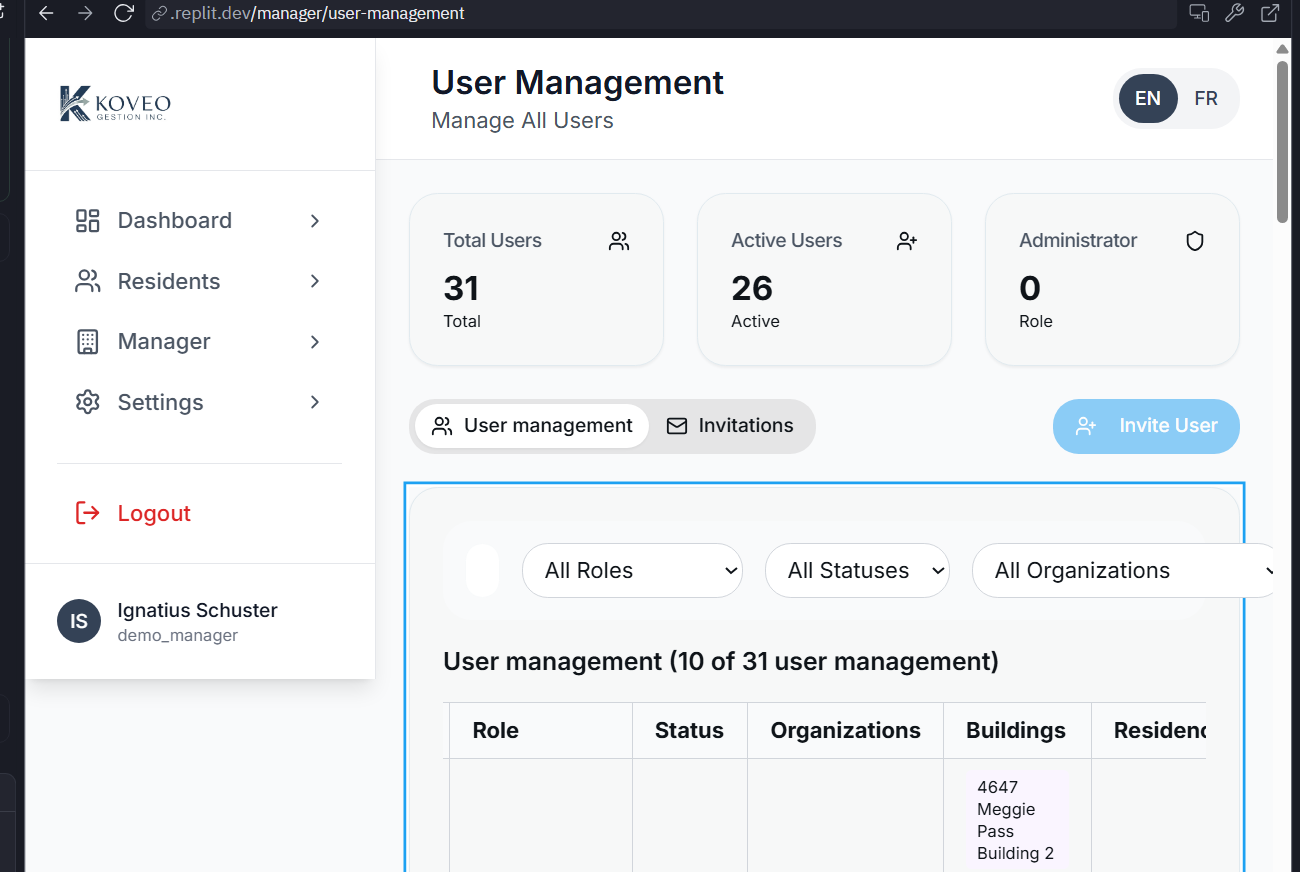 .replit.dev/manager/user-management
KOVEO
GESTION INC.
User Management
Manage All Users
EN
FR
Dashboard
Residents
Manager
Settings
Logout
IS
Ignatius Schuster
demo_manager
Total Users
31
Total
Active Users
26
Active
Administrator
0
Role
User management
Invitations
Invite User
All Roles
All Statuses
All Organizations
User management (10 of 31 user management)
Role
Status
Organizations
Buildings
Residenc
4647
Meggie
Pass
Building 2